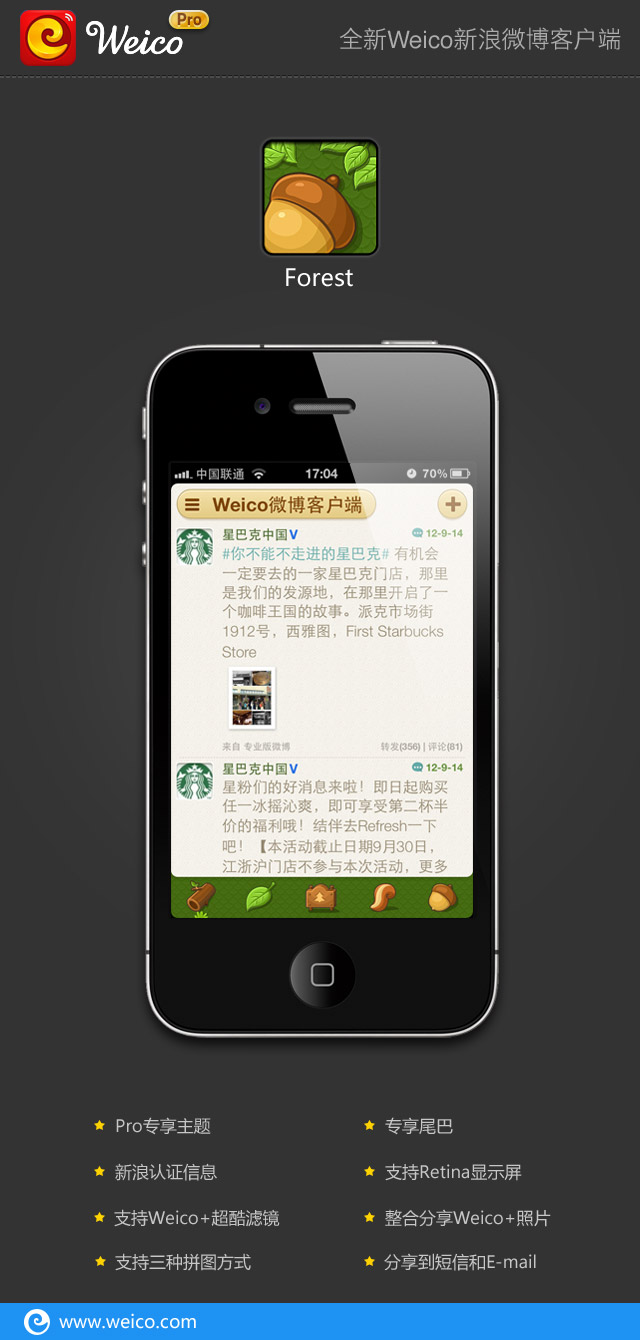 Weico Pro
全新Weico新浪微博客户端
Forest
中国联通 17:04 70%
Weico微博客户端
星巴克中国V 12-9-14
#你不能不走进的星巴克# 有机会
一定要去的一家星巴克门店，那里
是我们的发源地，在那里开启了一
个咖啡王国的故事。派克市场街
1912号，西雅图，First Starbucks
Store
来自 专业版微博 转发(356) | 评论(81)
星巴克中国V 12-9-14
星粉们的好消息来啦！即日起购买
任一冰摇沁爽，即可享受第二杯半
价的福利哦！结伴去Refresh一下
吧！【本活动截止日期9月30日，
江浙沪门店不参与本次活动，更多
Pro专享主题
专享尾巴
新浪认证信息
支持Retina显示屏
支持Weico+超酷滤镜
整合分享Weico+照片
支持三种拼图方式
分享到短信和E-mail
www.weico.com